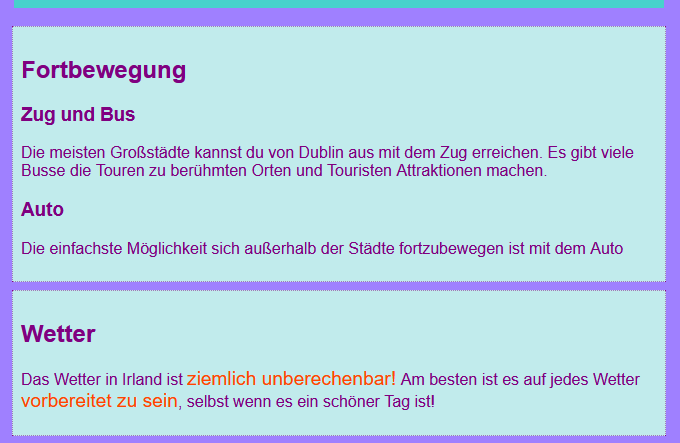 Fortbewegung
Zug und Bus
Die meisten Großstädte kannst du von Dublin aus mit dem Zug erreichen. Es gibt viele
Busse die Touren zu berühmten Orten und Touristen Attraktionen machen.
Auto
Die einfachste Möglichkeit sich außerhalb der Städte fortzubewegen ist mit dem Auto
Wetter
Das Wetter in Irland ist ziemlich unberechenbar! Am besten ist es auf jedes Wetter
vorbereitet zu sein, selbst wenn es ein schöner Tag ist!